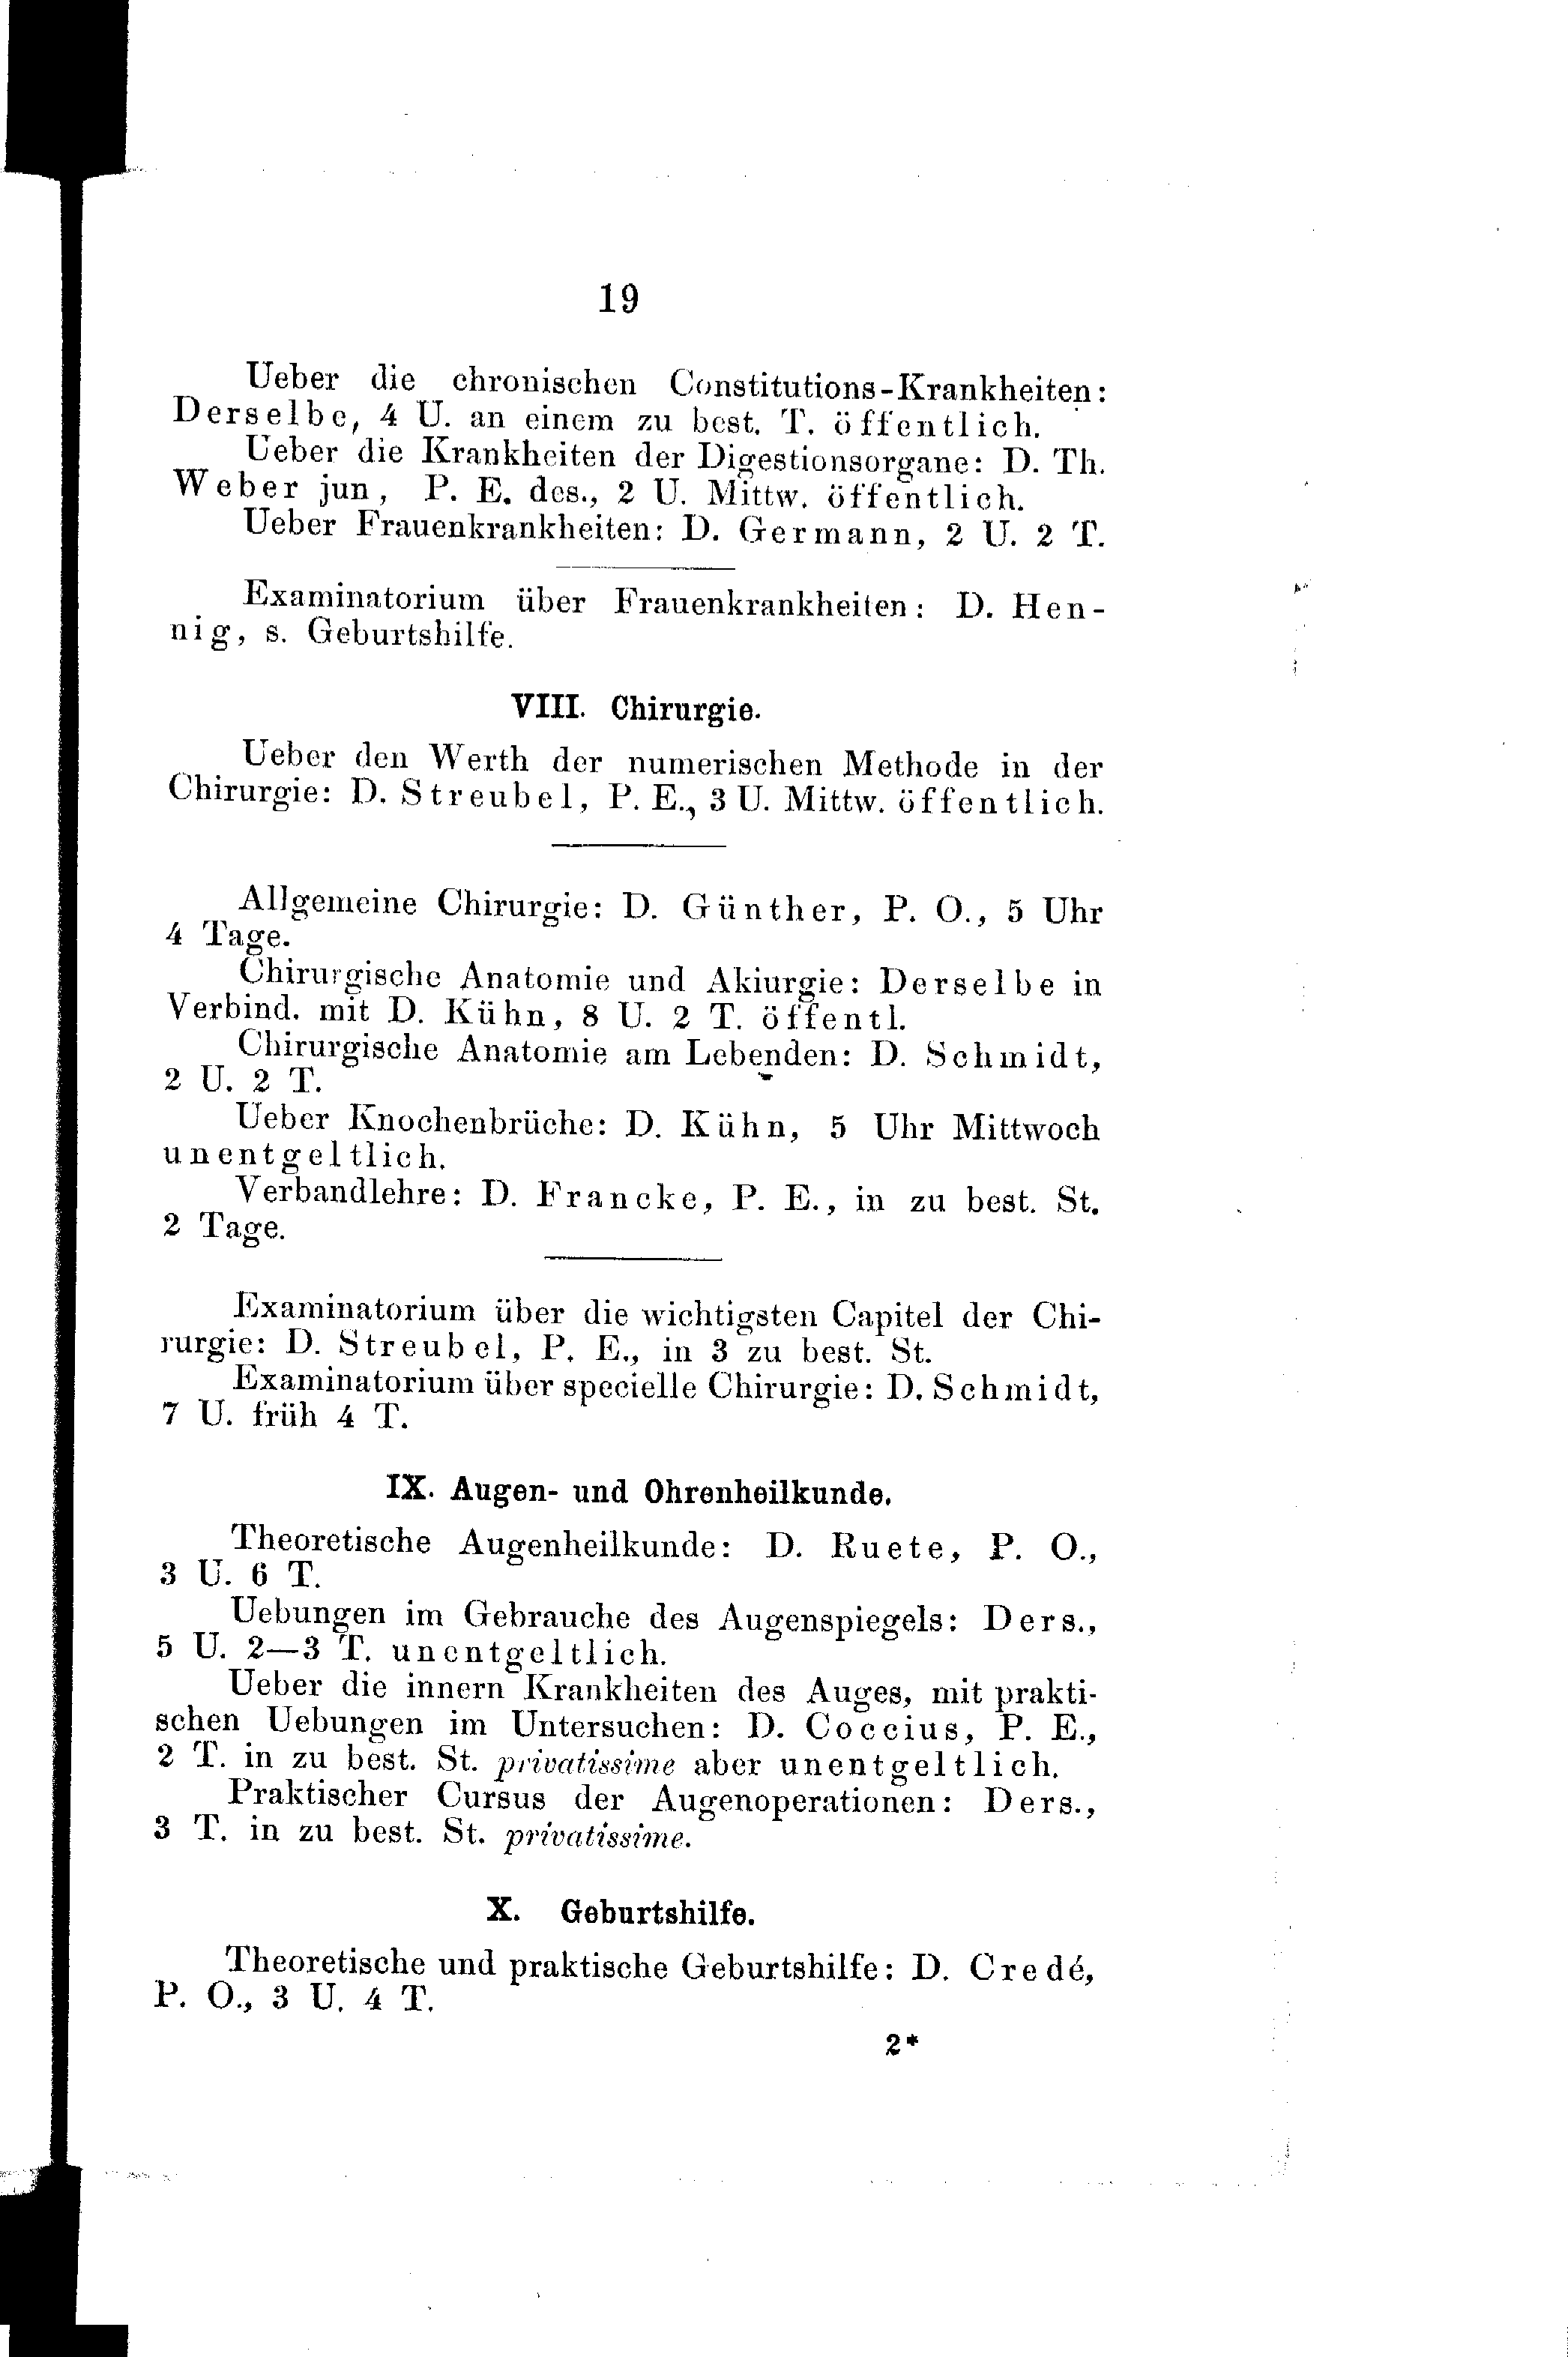 19
Ueber die chronischen Constitutions-Krankheiten:
Derselbe, 4 U. an einem zu best. T. öffentlich.
Ueber die Krankheiten der Digestionsorgane: D. Th.
Weber jun, P. E. des., 2 U. Mittw. öffentlich.
Ueber Frauenkrankheiten: D. Germann, 2 U. 2 T.
Examinatorium über Frauenkrankheiten: D. Hen-
nig, s. Geburtshilfe.
VIII. Chirurgie.
Ueber den Werth der numerischen Methode in der
Chirurgie: D. Streubel, P. E., 3 U. Mittw. öffentlich.
Allgemeine Chirurgie: D. Günther, P. O., 5 Uhr
4 Tage.
Chirurgische Anatomie und Akiurgie: Derselbe in
Verbind. mit D. Kühn, 8 U. 2 T. öffentl.
Chirurgische Anatomie am Lebenden: D. Schmidt,
2 U. 2 T.
Ueber Knochenbrüche: D. Kühn, 5 Uhr Mittwoch
unentgeltlich.
Verbandlehre: D. Francke, P. E., in zu best. St.
2 Tage.
Examinatorium über die wichtigsten Capitel der Chi-
rurgie: D. Streubel, P. E., in 3 zu best. St.
Examinatorium über specielle Chirurgie: D. Schmidt,
7 U. früh 4 T.
IX. Augen- und Ohrenheilkunde.
Theoretische Augenheilkunde: D. Ruete, P. O.,
3 U. 6 T.
Uebungen im Gebrauche des Augenspiegels: Ders.,
5 U. 2—3 T. unentgeltlich.
Ueber die innern Krankheiten des Auges, mit prakti-
schen Uebungen im Untersuchen: D. Coccius, P. E.,
2 T. in zu best. St. privatissime aber unentgeltlich.
Praktischer Cursus der Augenoperationen: Ders.,
3 T. in zu best. St. privatissime.
X. Geburtshilfe.
Theoretische und praktische Geburtshilfe: D. Credé,
P. O., 3 U. 4 T.
2*